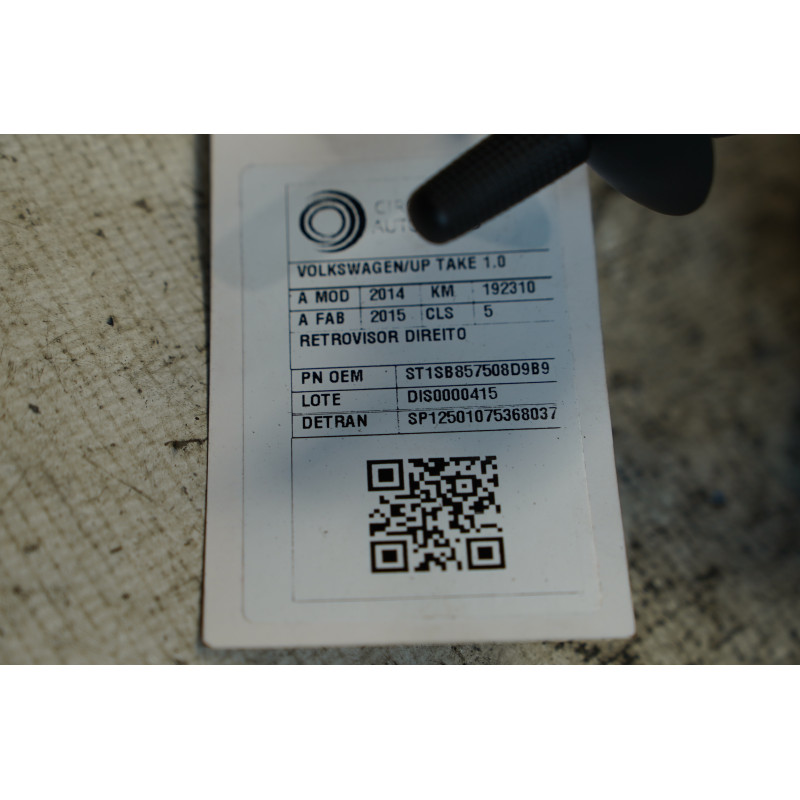 VOLKSWAGEN/UP TAKE 1.0
A MOD 2014 KM 192310
A FAB 2015 CLS 5
RETROVISOR DIREITO
PN OEM ST1SB857508D9B9
LOTE DIS0000415
DETRAN SP12501075368037